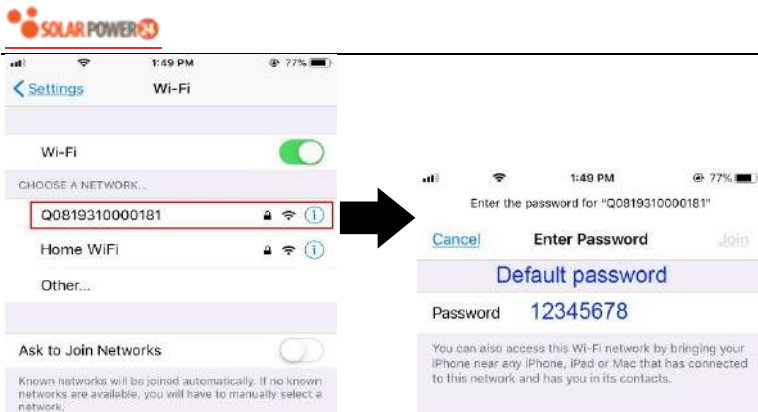 SOLAR POWER24
1:49 PM
77%
Settings
Wi-Fi
Wi-Fi
CHOOSE A NETWORK...
Q0819310000181
Home WiFi
Other...
Ask to Join Networks
Known networks will be joined automatically. If no known
networks are available, you will have to manually select a
network.
1:49 PM
77%
Enter the password for "Q0819310000181"
Cancel
Enter Password
Join
Default password
Password
12345678
You can also access this Wi-Fi network by bringing your
iPhone near any iPhone, iPad or Mac that has connected
to this network and has you in its contacts.